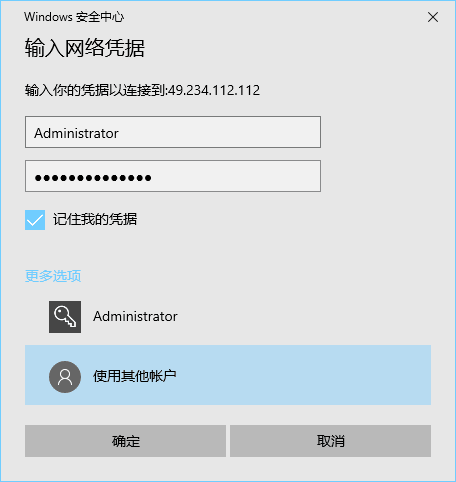 Windows 安全中心
输入网络凭据
输入你的凭据以连接到:49.234.112.112
Administrator
●●●●●●●●●●●●●●
记住我的凭据
更多选项
Administrator
使用其他帐户
确定
取消